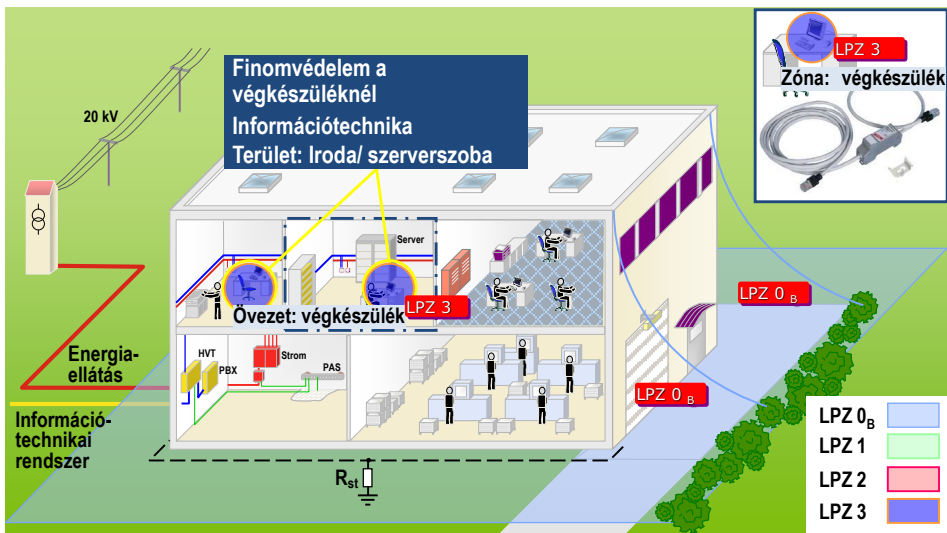 20 kV
Finomvédelem a
végkészüléknél
Információtechnika
Terület: Iroda/ szerverszoba
LPZ 3
Zóna: végkészülék
Server
LPZ 3
Övezet: végkészülék
LPZ 0 B
LPZ 0 B
Energia-
ellátás
HVT
PBX
Strom
PAS
Információ-
technikai
rendszer
Rst
LPZ 0B
LPZ 1
LPZ 2
LPZ 3